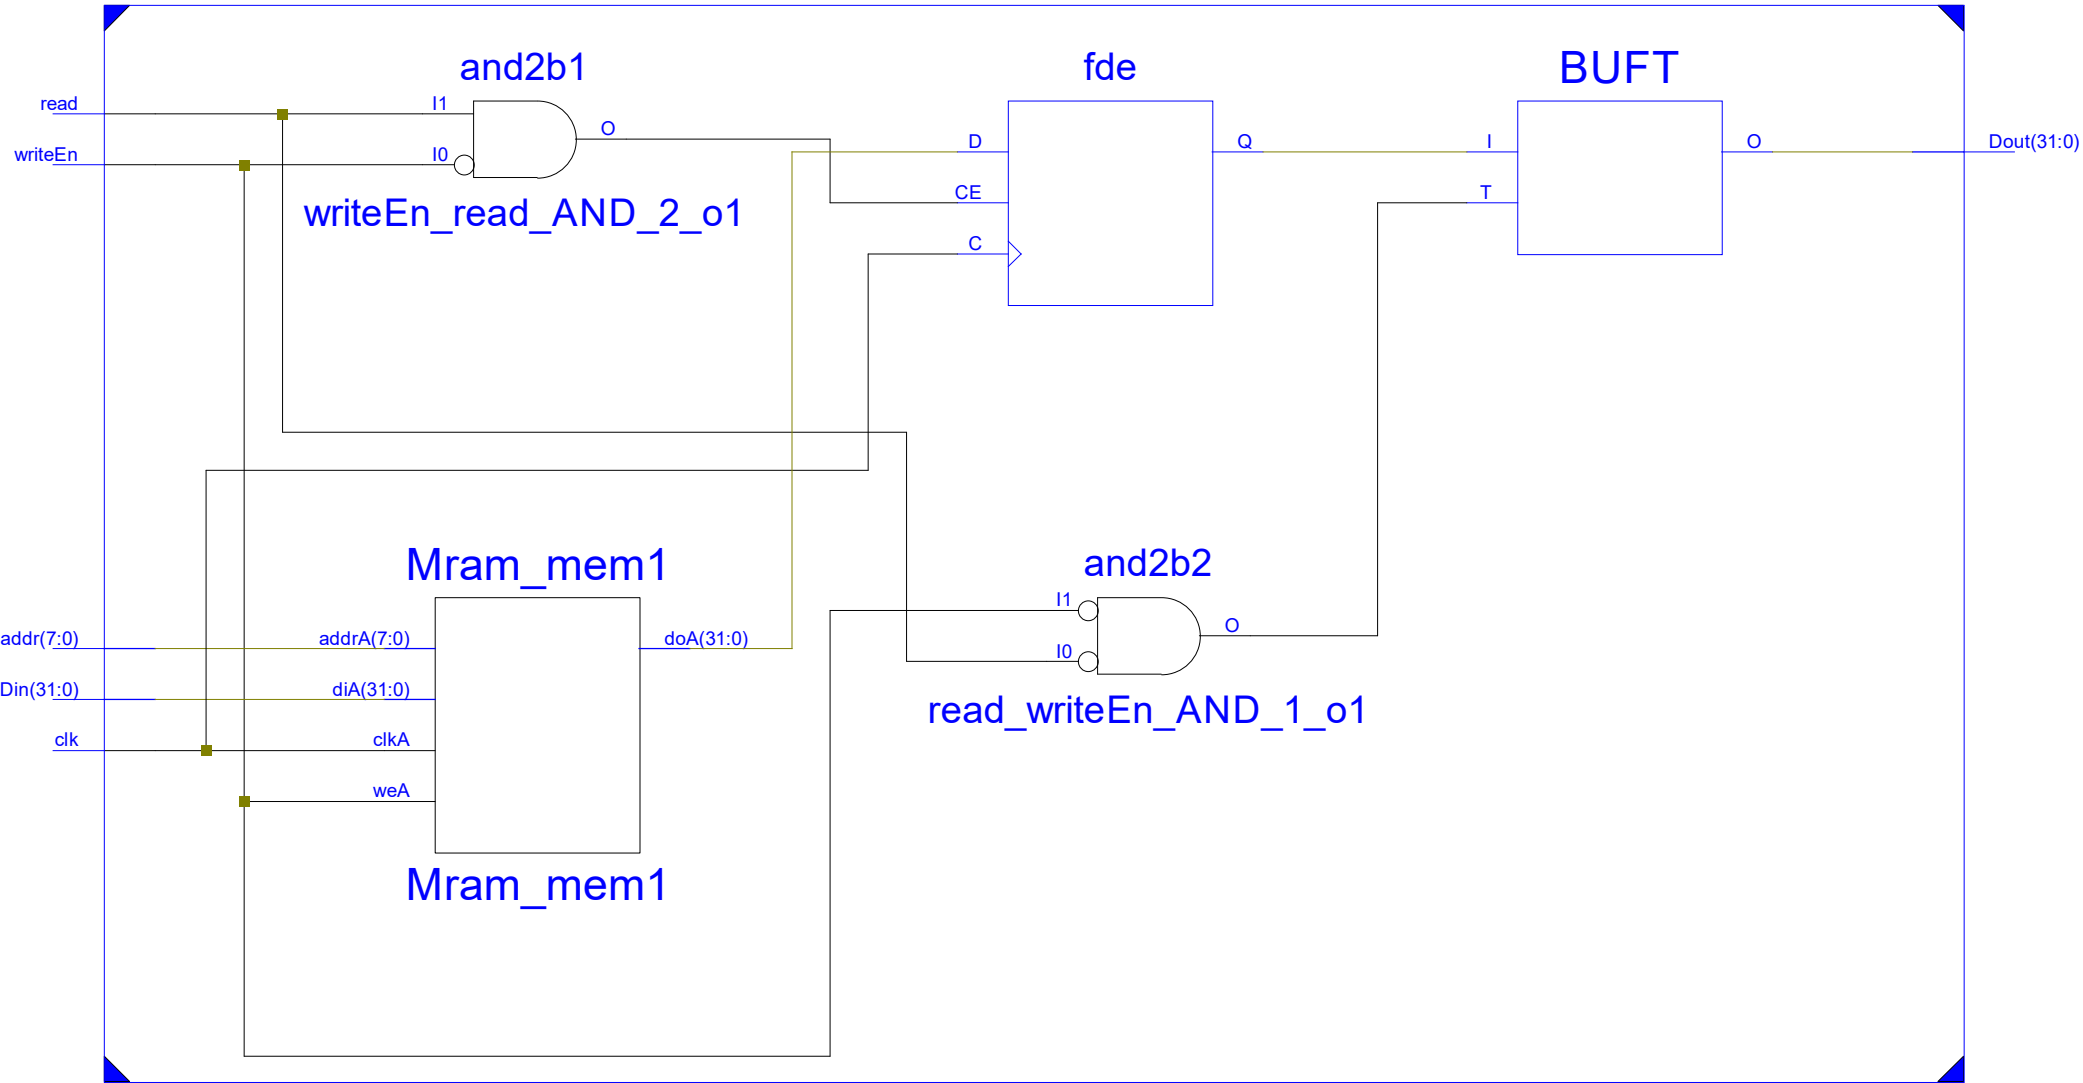 and2b1
fde
BUFT
read
I1
O
D
Q
I
O
Dout(31:0)
writeEn
I0
CE
T
writeEn_read_AND_2_o1
C
Mram_mem1
and2b2
I1
addr(7:0)
addrA(7:0)
doA(31:0)
O
I0
Din(31:0)
diA(31:0)
read_writeEn_AND_1_o1
clk
clkA
weA
Mram_mem1